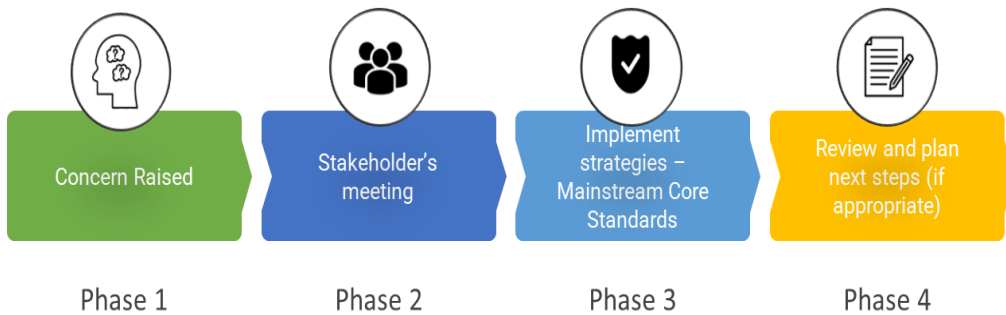 Concern Raised
Stakeholder’s
meeting
Implement
strategies –
Mainstream Core
Standards
Review and plan
next steps (if
appropriate)
Phase 1
Phase 2
Phase 3
Phase 4